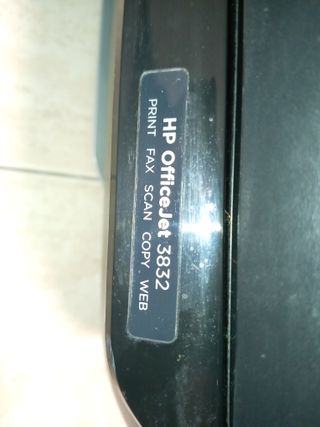 HP OfficeJet 3832
PRINT FAX SCAN COPY WEB